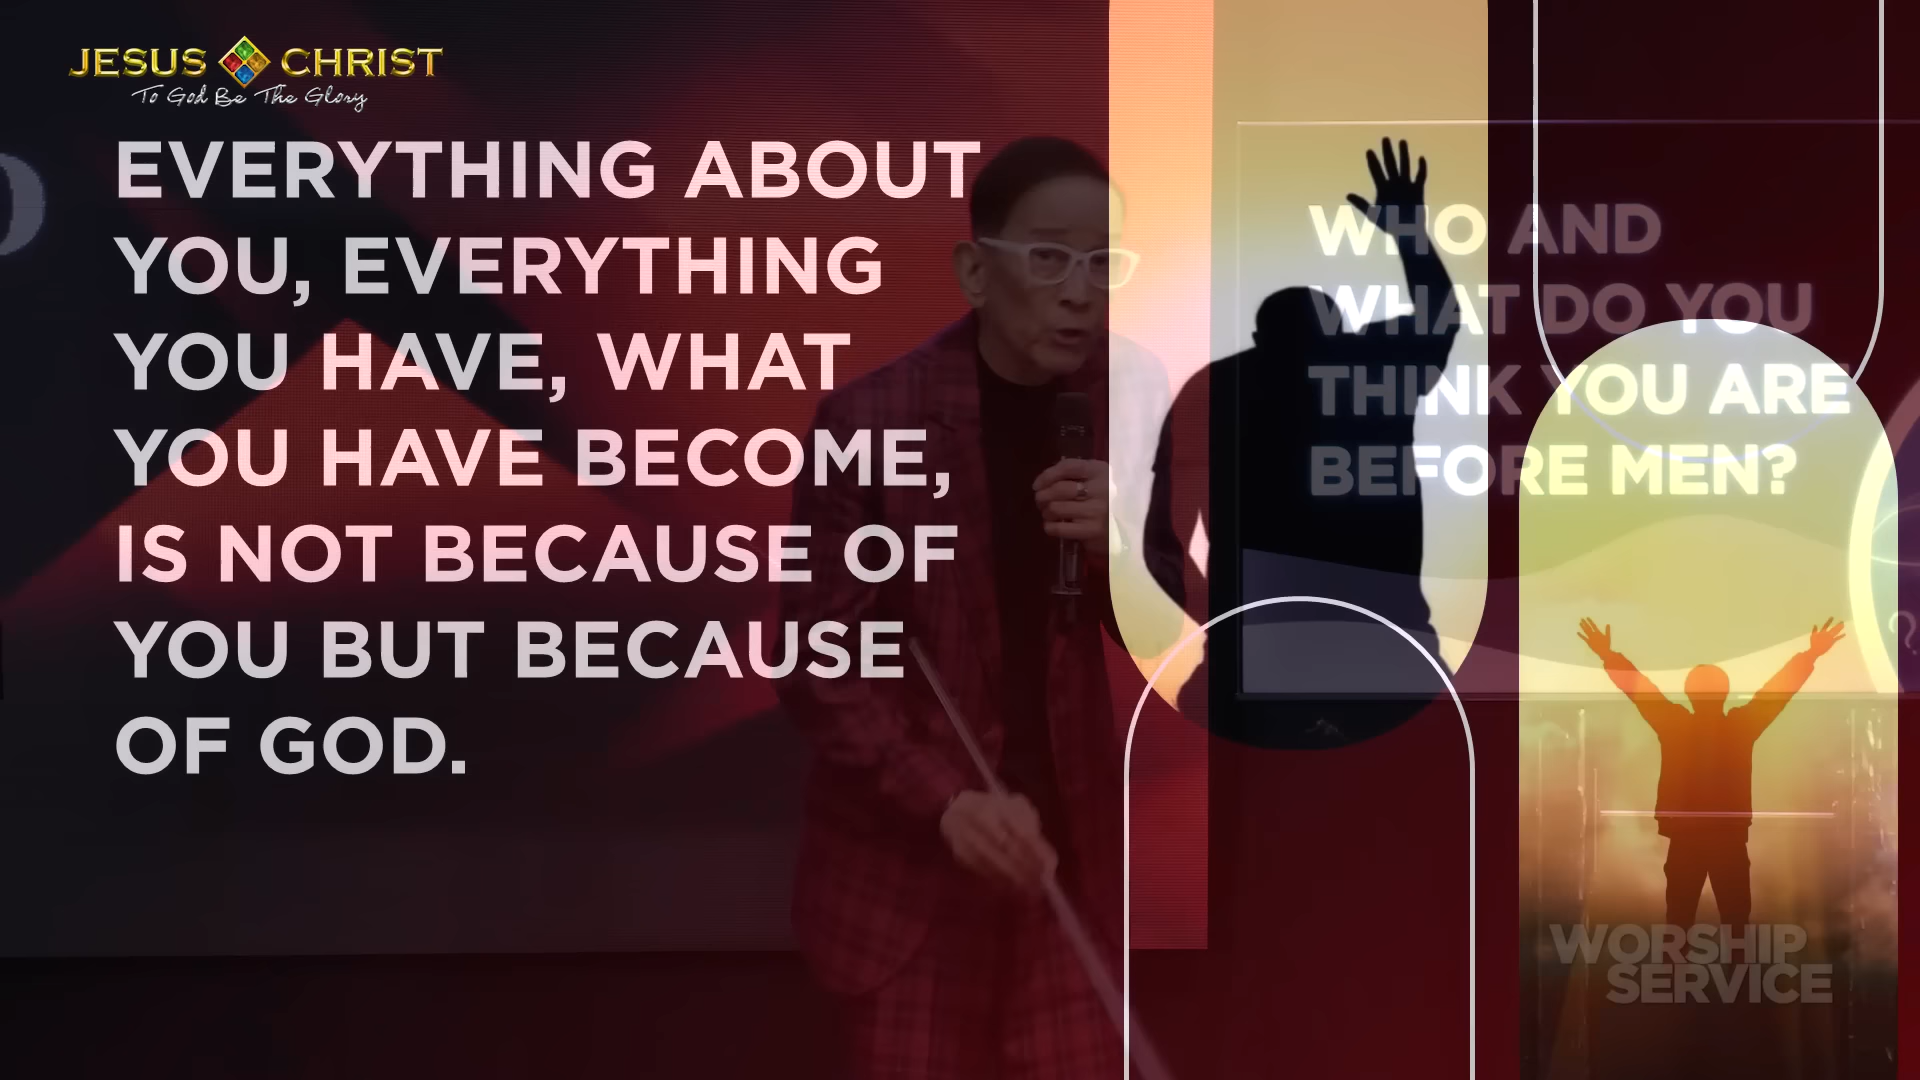 JESUS CHRIST
To God Be The Glory
EVERYTHING ABOUT
YOU, EVERYTHING
YOU HAVE, WHAT
YOU HAVE BECOME,
IS NOT BECAUSE OF
YOU BUT BECAUSE
OF GOD.
WHO AND
WHAT DO YOU
THINK YOU ARE
BEFORE MEN?
?
WORSHIP
SERVICE